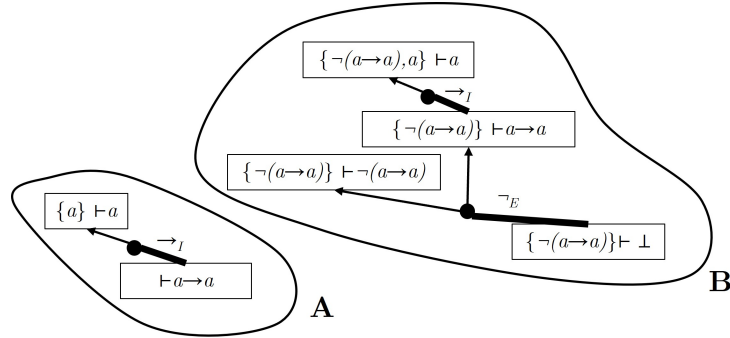 {¬(a→a),a} ⊢a
→I
{¬(a→a)} ⊢a→a
{¬(a→a)} ⊢¬(a→a)
¬E
{¬(a→a)}⊢ ⊥
B
{a} ⊢a
→I
⊢a→a
A